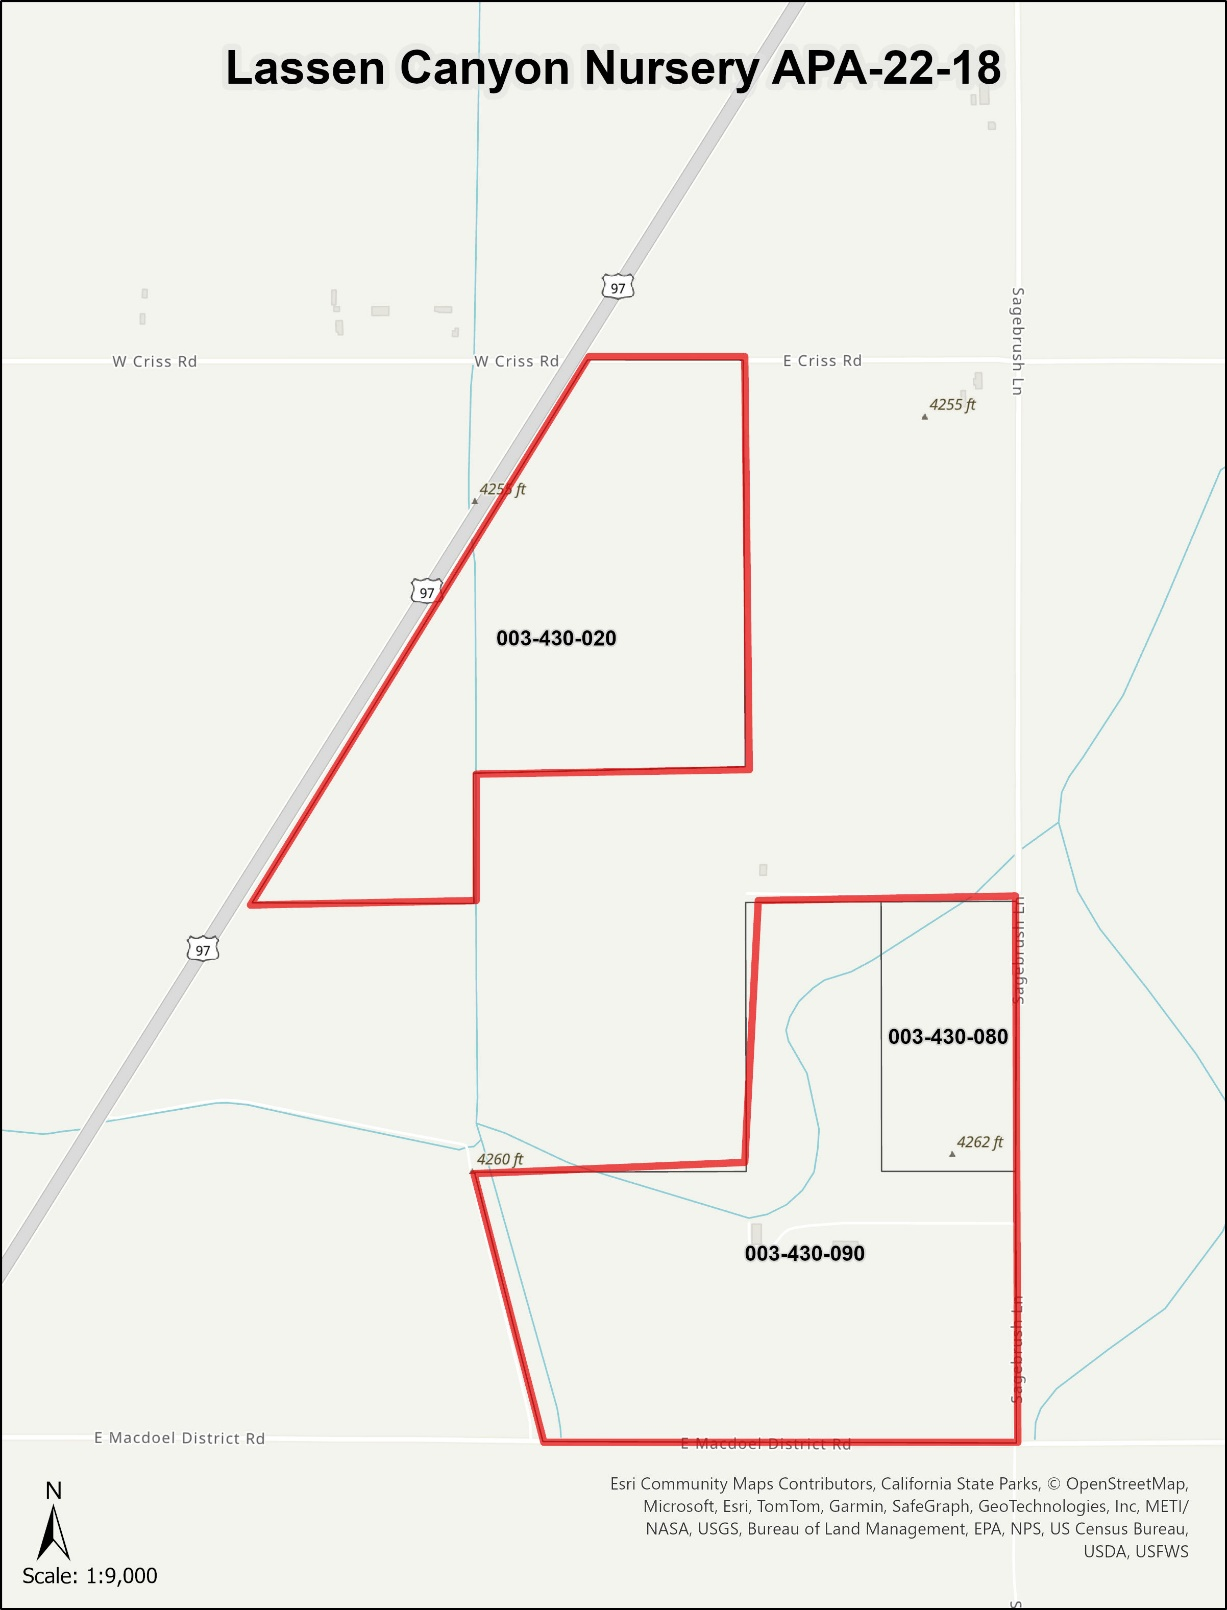 Lassen Canyon Nursery APA-22-18
97
Sagebrush Ln
W Criss Rd
W Criss Rd
E Criss Rd
4255 ft
4255 ft
97
003-430-020
Sagebrush Ln
97
003-430-080
4262 ft
4260 ft
003-430-090
Sagebrush Ln
E Macdoel District Rd
E Macdoel District Rd
N
Scale: 1:9,000
Esri Community Maps Contributors, California State Parks, © OpenStreetMap,
Microsoft, Esri, TomTom, Garmin, SafeGraph, GeoTechnologies, Inc, METI/
NASA, USGS, Bureau of Land Management, EPA, NPS, US Census Bureau,
USDA, USFWS